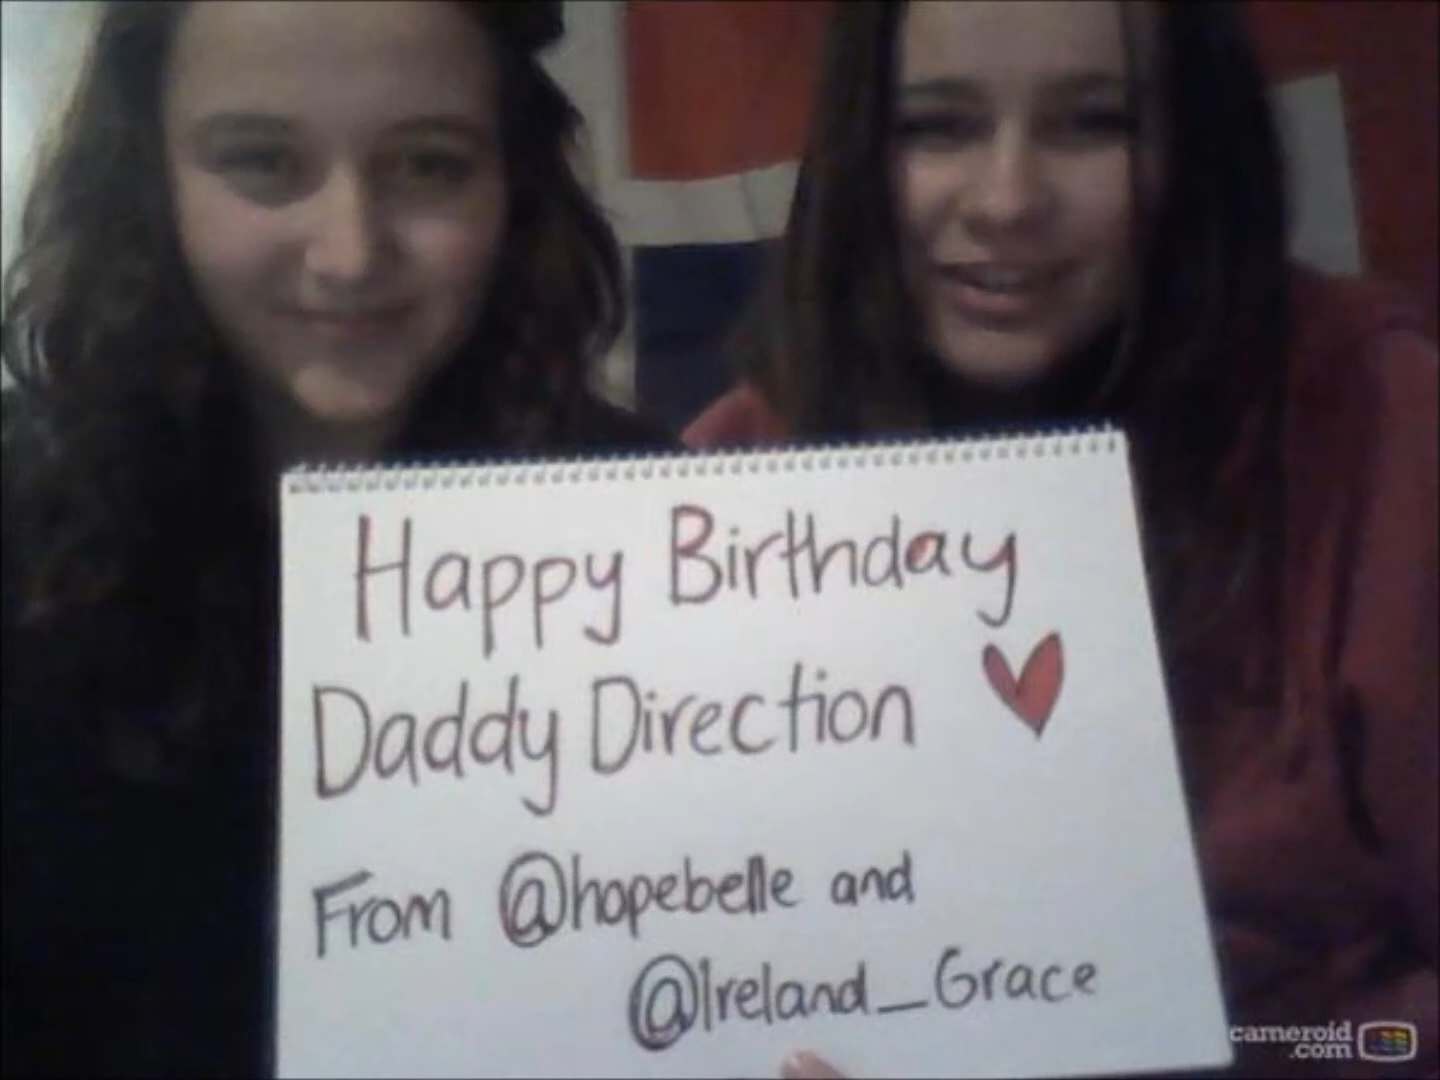 Happy Birthday
Daddy Direction
From @hopebelle and
@Ireland_Grace
cameroid
.com